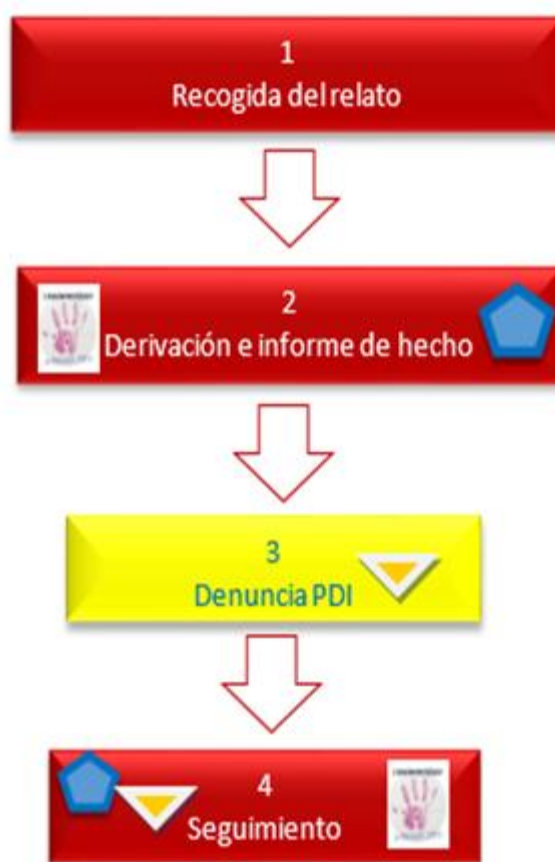 1
Recogida del relato
2
Derivación e informe de hecho
3
Denuncia PDI
4
Seguimiento